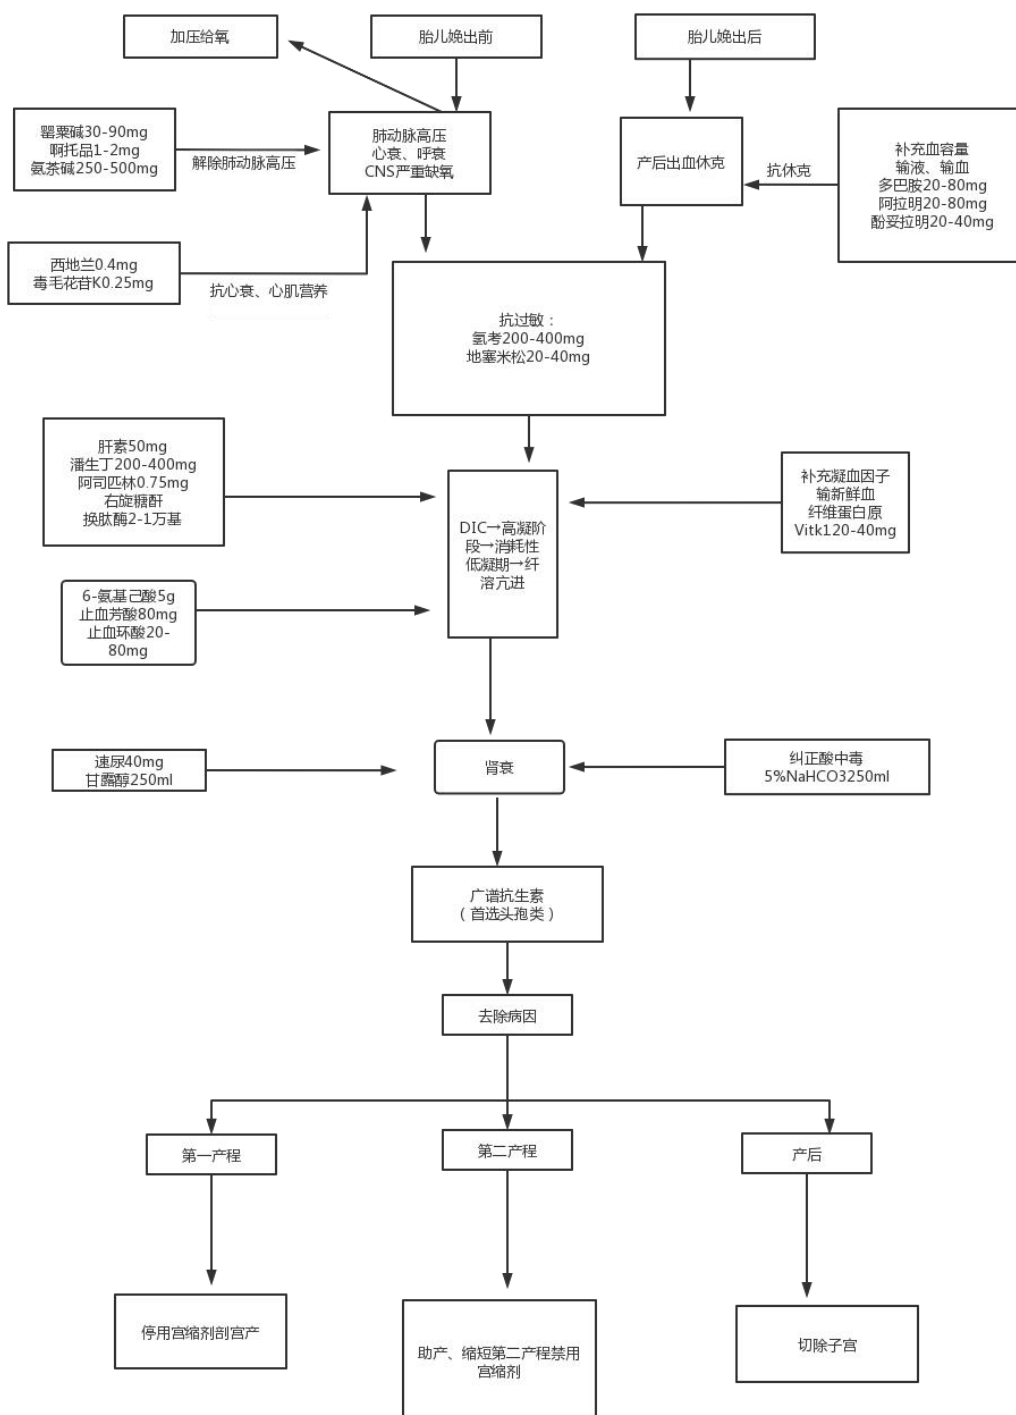 加压给氧
胎儿娩出前
胎儿娩出后
罂粟碱30-90mg
啊托品1-2mg
氨茶碱250-500mg
解除肺动脉高压
肺动脉高压
心衰、呼衰
CNS严重缺氧
产后出血休克
抗休克
补充血容量
输液、输血
多巴胺20-80mg
阿拉明20-80mg
酚妥拉明20-40mg
西地兰0.4mg
毒毛花苷K0.25mg
抗心衰、心肌营养
抗过敏：
氢考200-400mg
地塞米松20-40mg
肝素50mg
潘生丁200-400mg
阿司匹林0.75mg
右旋糖酐
换肽酶2-1万基
DIC→高凝阶
段→消耗性
低凝期→纤
溶亢进
补充凝血因子
输新鲜血
纤维蛋白原
Vitk120-40mg
6-氨基己酸5g
止血芳酸80mg
止血环酸20-
80mg
速尿40mg
甘露醇250ml
肾衰
纠正酸中毒
5%NaHCO3250ml
广谱抗生素
（首选头孢类）
去除病因
第一产程
第二产程
产后
停用宫缩剂剖宫产
助产、缩短第二产程禁用
宫缩剂
切除子宫